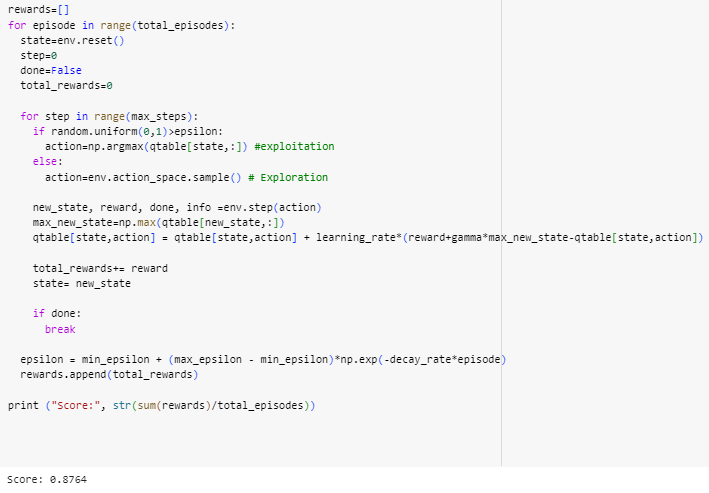 rewards=[]
for episode in range(total_episodes):
  state=env.reset()
  step=0
  done=False
  total_rewards=0

  for step in range(max_steps):
    if random.uniform(0,1)>epsilon:
      action=np.argmax(qtable[state,:]) #exploitation
    else:
      action=env.action_space.sample() # Exploration

    new_state, reward, done, info =env.step(action)
    max_new_state=np.max(qtable[new_state,:])
    qtable[state,action] = qtable[state,action] + learning_rate*(reward+gamma*max_new_state-qtable[state,action])

    total_rewards+= reward
    state= new_state

    if done:
      break

  epsilon = min_epsilon + (max_epsilon - min_epsilon)*np.exp(-decay_rate*episode)
  rewards.append(total_rewards)

print ("Score:", str(sum(rewards)/total_episodes))
Score: 0.8764